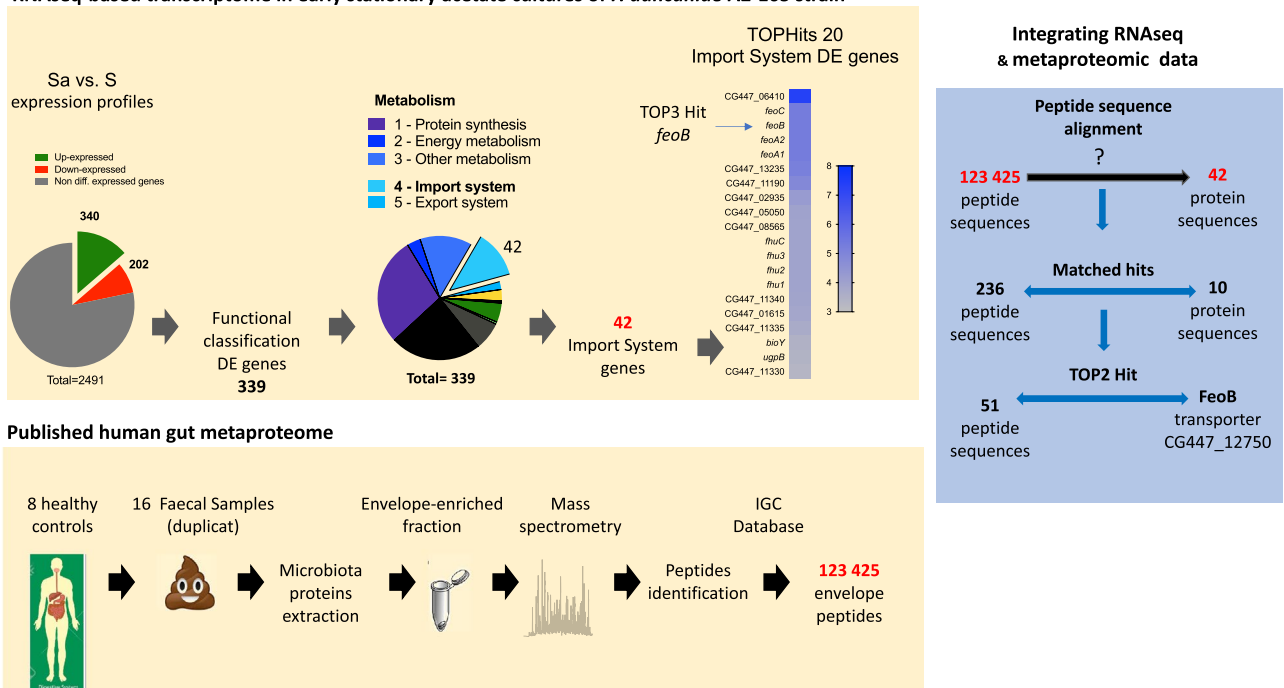 Sa vs. S
expression profiles
Up-expressed
Down-expressed
Non diff. expressed genes
340
202
Total=2491
Functional
classification
DE genes
339
Metabolism
1 - Protein synthesis
2 - Energy metabolism
3 - Other metabolism
4 - Import system
5 - Export system
42
Total= 339
42
Import System
genes
TOPHits 20
Import System DE genes
TOP3 Hit
feoB
CG447_06410
feoC
feoB
feoA2
feoA1
CG447_13235
CG447_11190
CG447_02935
CG447_05050
CG447_08565
fhuC
fhu3
fhu2
fhu1
CG447_11340
CG447_01615
CG447_11335
bioY
ugpB
CG447_11330
8
7
6
5
4
3
Integrating RNAseq
& metaproteomic data
Peptide sequence
alignment
?
123 425
peptide
sequences
42
protein
sequences
Matched hits
236
peptide
sequences
10
protein
sequences
TOP2 Hit
51
peptide
sequences
FeoB
transporter
CG447_12750
Published human gut metaproteome
8 healthy
controls
16 Faecal Samples
(duplicat)
Microbiota
proteins
extraction
Envelope-enriched
fraction
Mass
spectrometry
Peptides
identification
IGC
Database
123 425
envelope
peptides